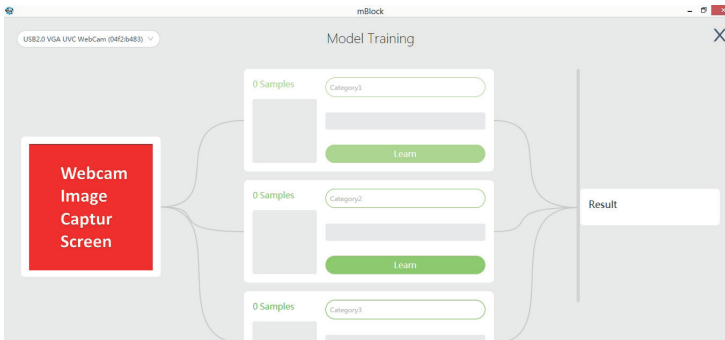 mBlock
USB2.0 VGA UVC WebCam (04f2:b483)
Model Training
X
0 Samples
Category1
Learn
Webcam
Image
Captur
Screen
0 Samples
Category2
Learn
Result
0 Samples
Category3